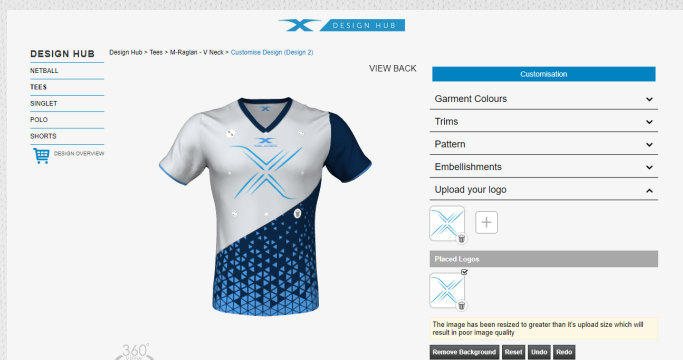 DESIGN HUB
DESIGN HUB
Design Hub > Tees > M-Raglan - V Neck > Customise Design (Design 2)
NETBALL
TEES
SINGLET
POLO
SHORTS
DESIGN OVERVIEW
VIEW BACK
360°
VIEW
Customisation
Garment Colours
Trims
Pattern
Embellishments
Upload your logo
Placed Logos
The image has been resized to greater than it's upload size which will
result in poor image quality
Remove Background Reset Undo Redo